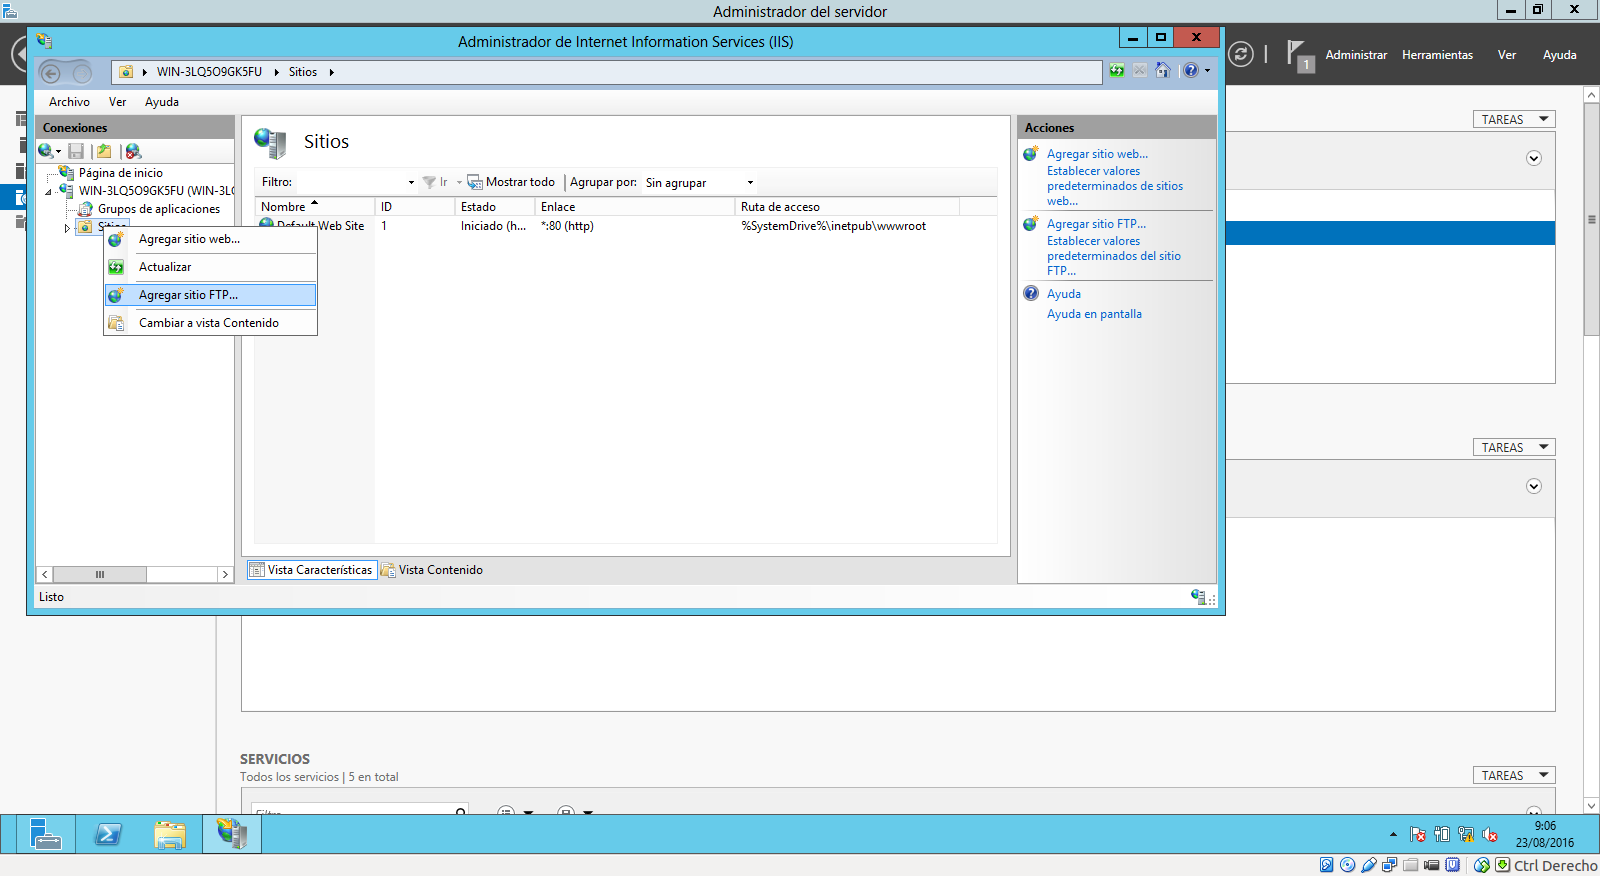 Administrador del servidor
Administrador de Internet Information Services (IIS)
1
Administrar
Herramientas
Ver
Ayuda
WIN-3LQ5O9GK5FU
Sitios
Archivo
Ver
Ayuda
Conexiones
Página de inicio
WIN-3LQ5O9GK5FU (WIN-3L
Grupos de aplicaciones
Sitios
Agregar sitio web...
Actualizar
Agregar sitio FTP...
Cambiar a vista Contenido
Sitios
Filtro:
Ir
Mostrar todo
Agrupar por:
Sin agrupar
Nombre
ID
Estado
Enlace
Ruta de acceso
Default Web Site
1
Iniciado (h...
*:80 (http)
%SystemDrive%\inetpub\wwwroot
Vista Características
Vista Contenido
Acciones
Agregar sitio web...
Establecer valores
predeterminados de sitios
web...
Agregar sitio FTP...
Establecer valores
predeterminados del sitio
FTP...
Ayuda
Ayuda en pantalla
Listo
TAREAS
TAREAS
SERVICIOS
Todos los servicios | 5 en total
TAREAS
Filtro
9:06
23/08/2016
Ctrl Derecho